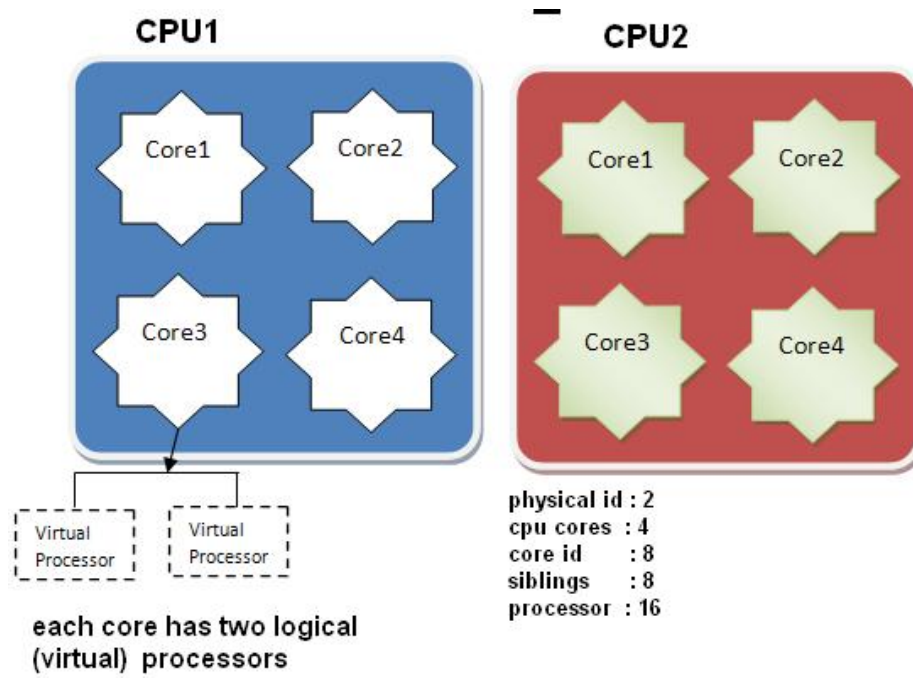 CPU1
Core1
Core2
Core3
Core4
Virtual
Processor
Virtual
Processor
each core has two logical
(virtual) processors
CPU2
Core1
Core2
Core3
Core4
physical id : 2
cpu cores : 4
core id : 8
siblings : 8
processor : 16